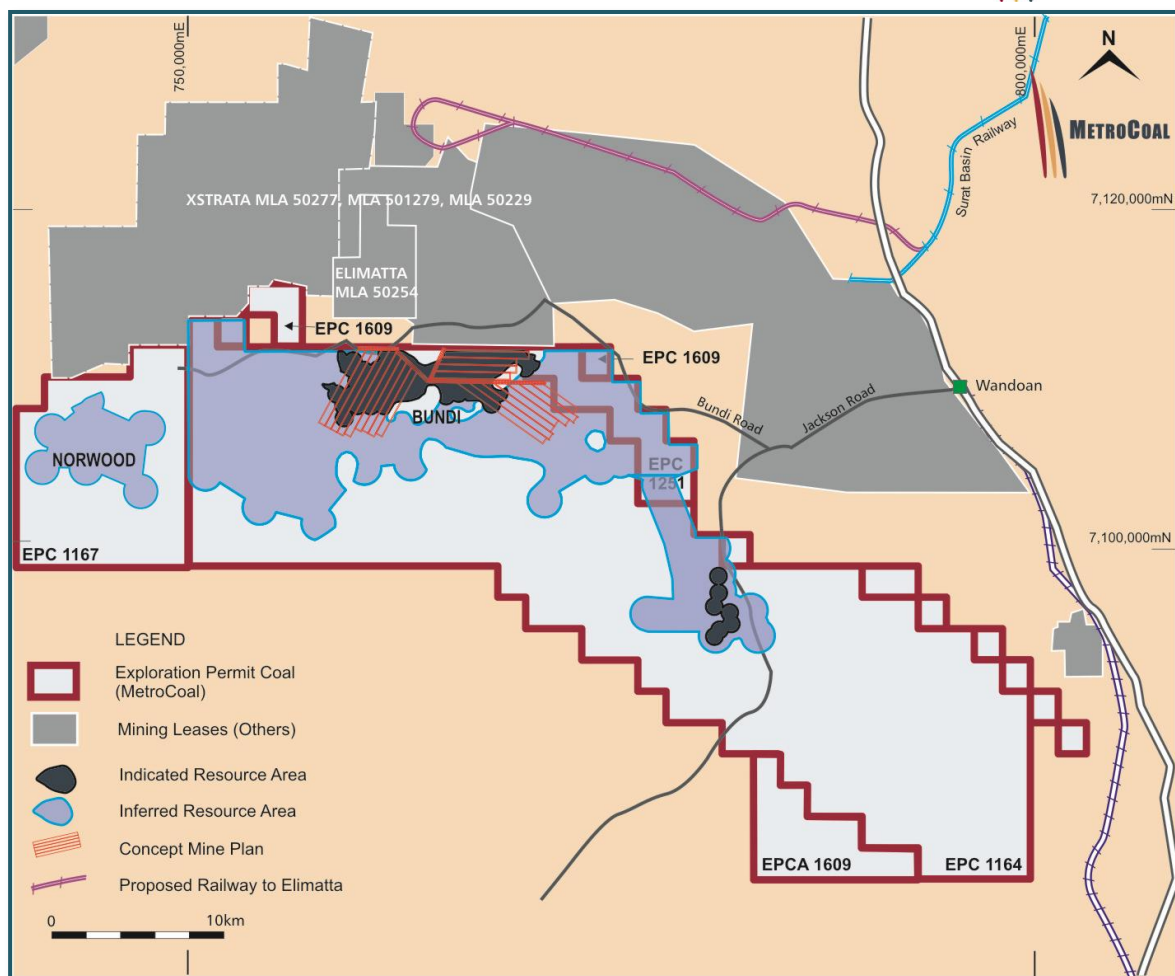 750,000mE
800,000mE
N
METROCOAL
Surat Basin Railway
7,120,000mN
XSTRATA MLA 50277, MLA 501279, MLA 50229
ELIMATTA
MLA 50254
EPC 1609
EPC 1609
Wandoan
Bundi Road
Jackson Road
BUNDI
NORWOOD
EPC
1251
7,100,000mN
EPC 1167
LEGEND
Exploration Permit Coal
(MetroCoal)
Mining Leases (Others)
Indicated Resource Area
Inferred Resource Area
Concept Mine Plan
Proposed Railway to Elimatta
EPCA 1609
EPC 1164
0
10km